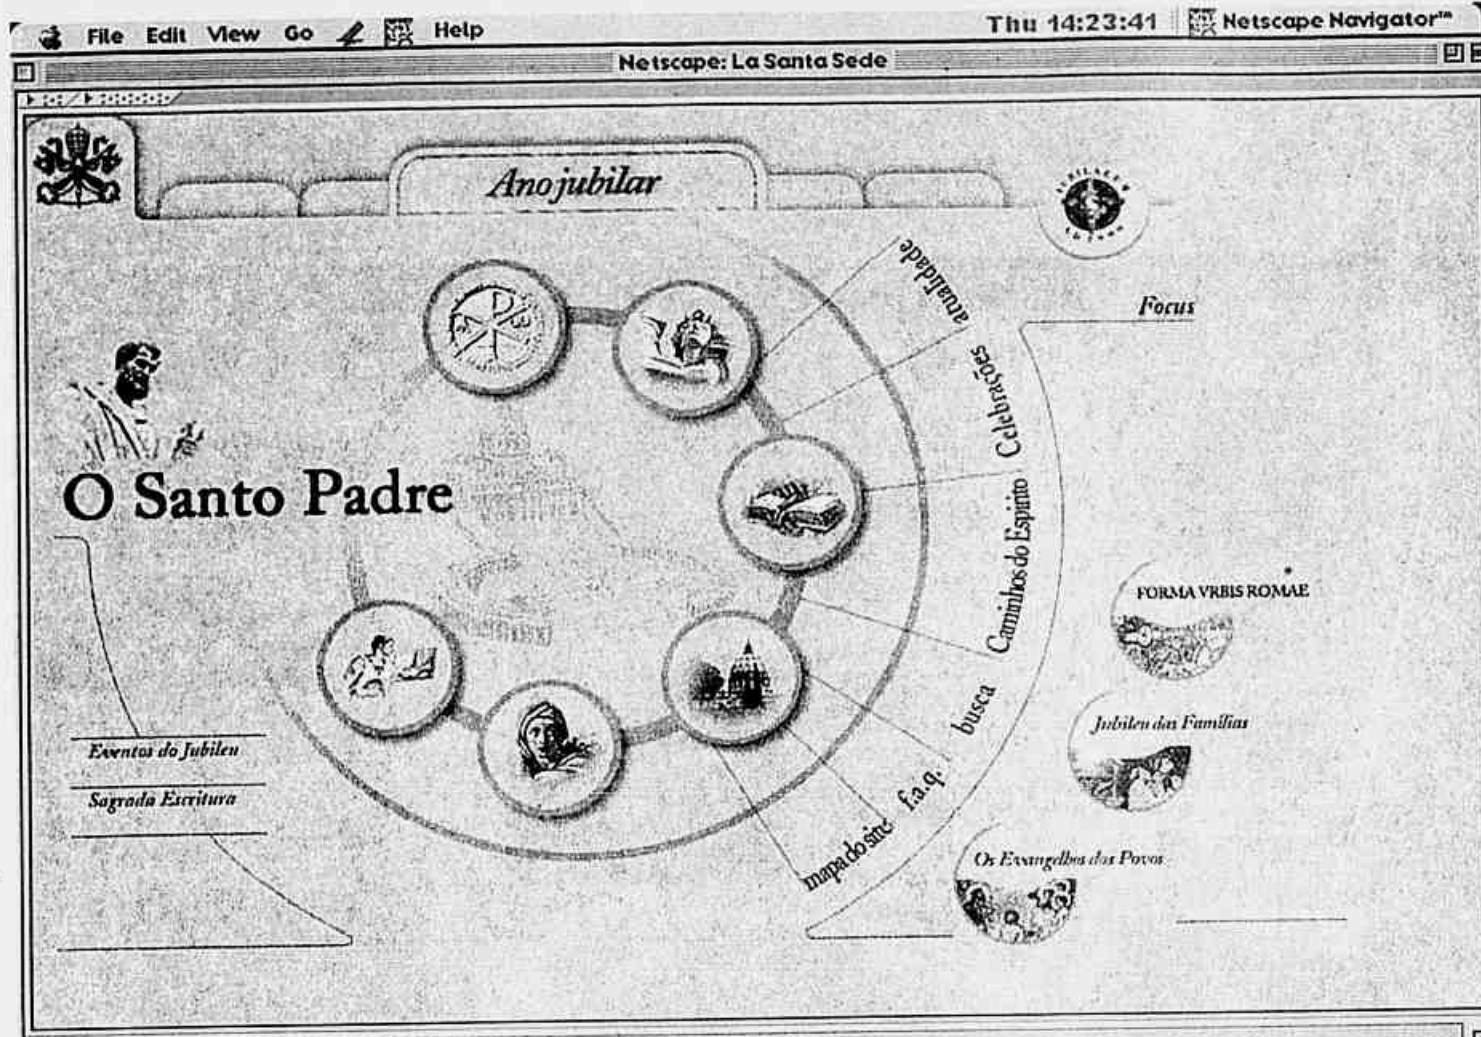 File Edit View Go Help Thu 14:23:41 Netscape Navigator™
Netscape: La Santa Sede
Ano jubilar
IUBILAEUM
A.D. 2000
Focus
atualidade
Celebrações
Caminhos do Espírito
busca
f.a.q.
mapa do site
O Santo Padre
Eventos do Jubileu
Sagrada Escritura
FORMA VRBIS ROMAE
Jubileu das Famílias
Os Evangelhos dos Povos